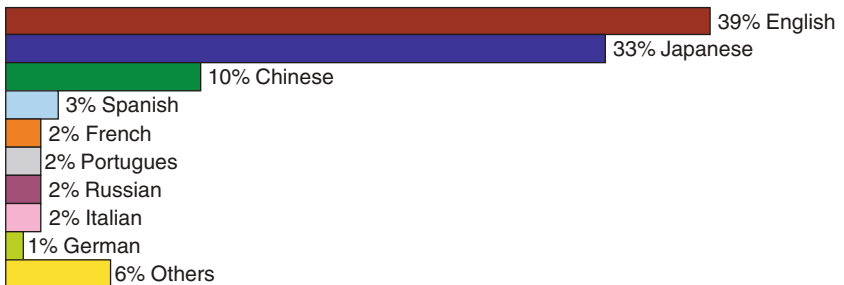 39% English
33% Japanese
10% Chinese
3% Spanish
2% French
2% Portugues
2% Russian
2% Italian
1% German
6% Others